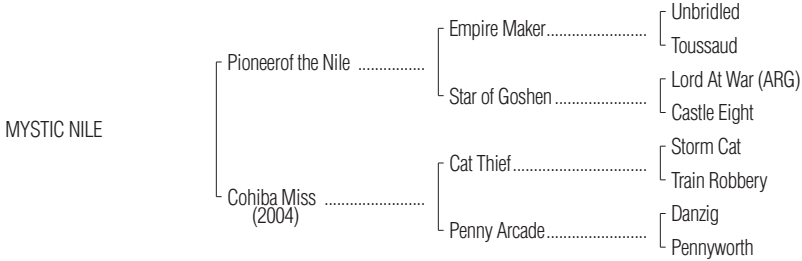 Unbridled
Empire Maker........................
Toussaud
Pioneerof the Nile ................
Lord At War (ARG)
Star of Goshen ......................
Castle Eight
MYSTIC NILE
Storm Cat
Cat Thief................................
Train Robbery
Cohiba Miss ........................
(2004)
Danzig
Penny Arcade........................
Pennyworth